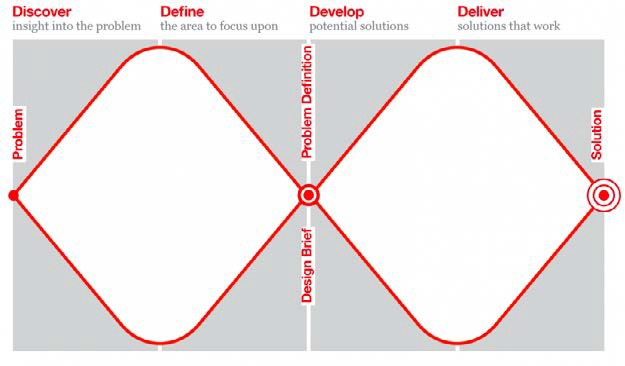 Discover
insight into the problem
Define
the area to focus upon
Develop
potential solutions
Deliver
solutions that work
Problem
Problem Definition
Design Brief
Solution